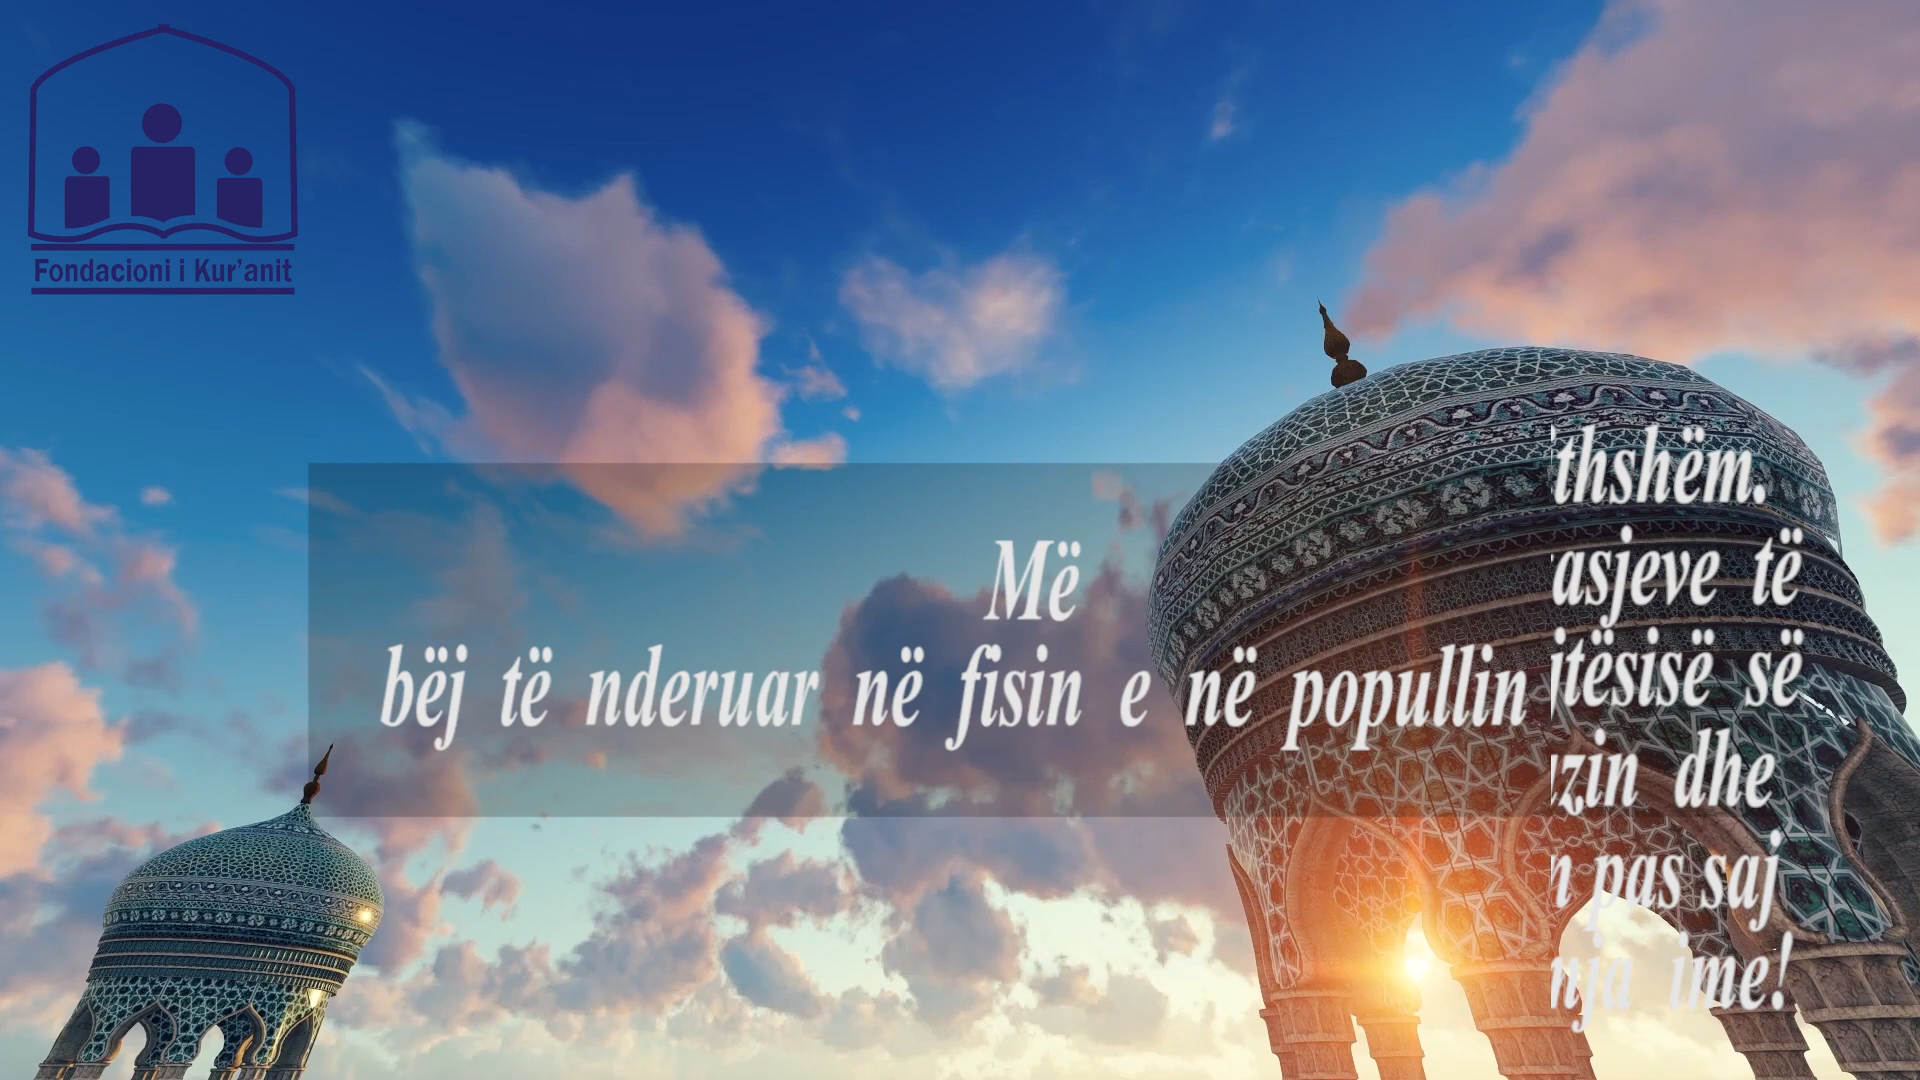 Fondacioni i Kur'anit
Më
bëj të nderuar në fisin e në popullin
thshëm.
asjeve të
itësisë së
zin dhe
pas saj
nja ime!